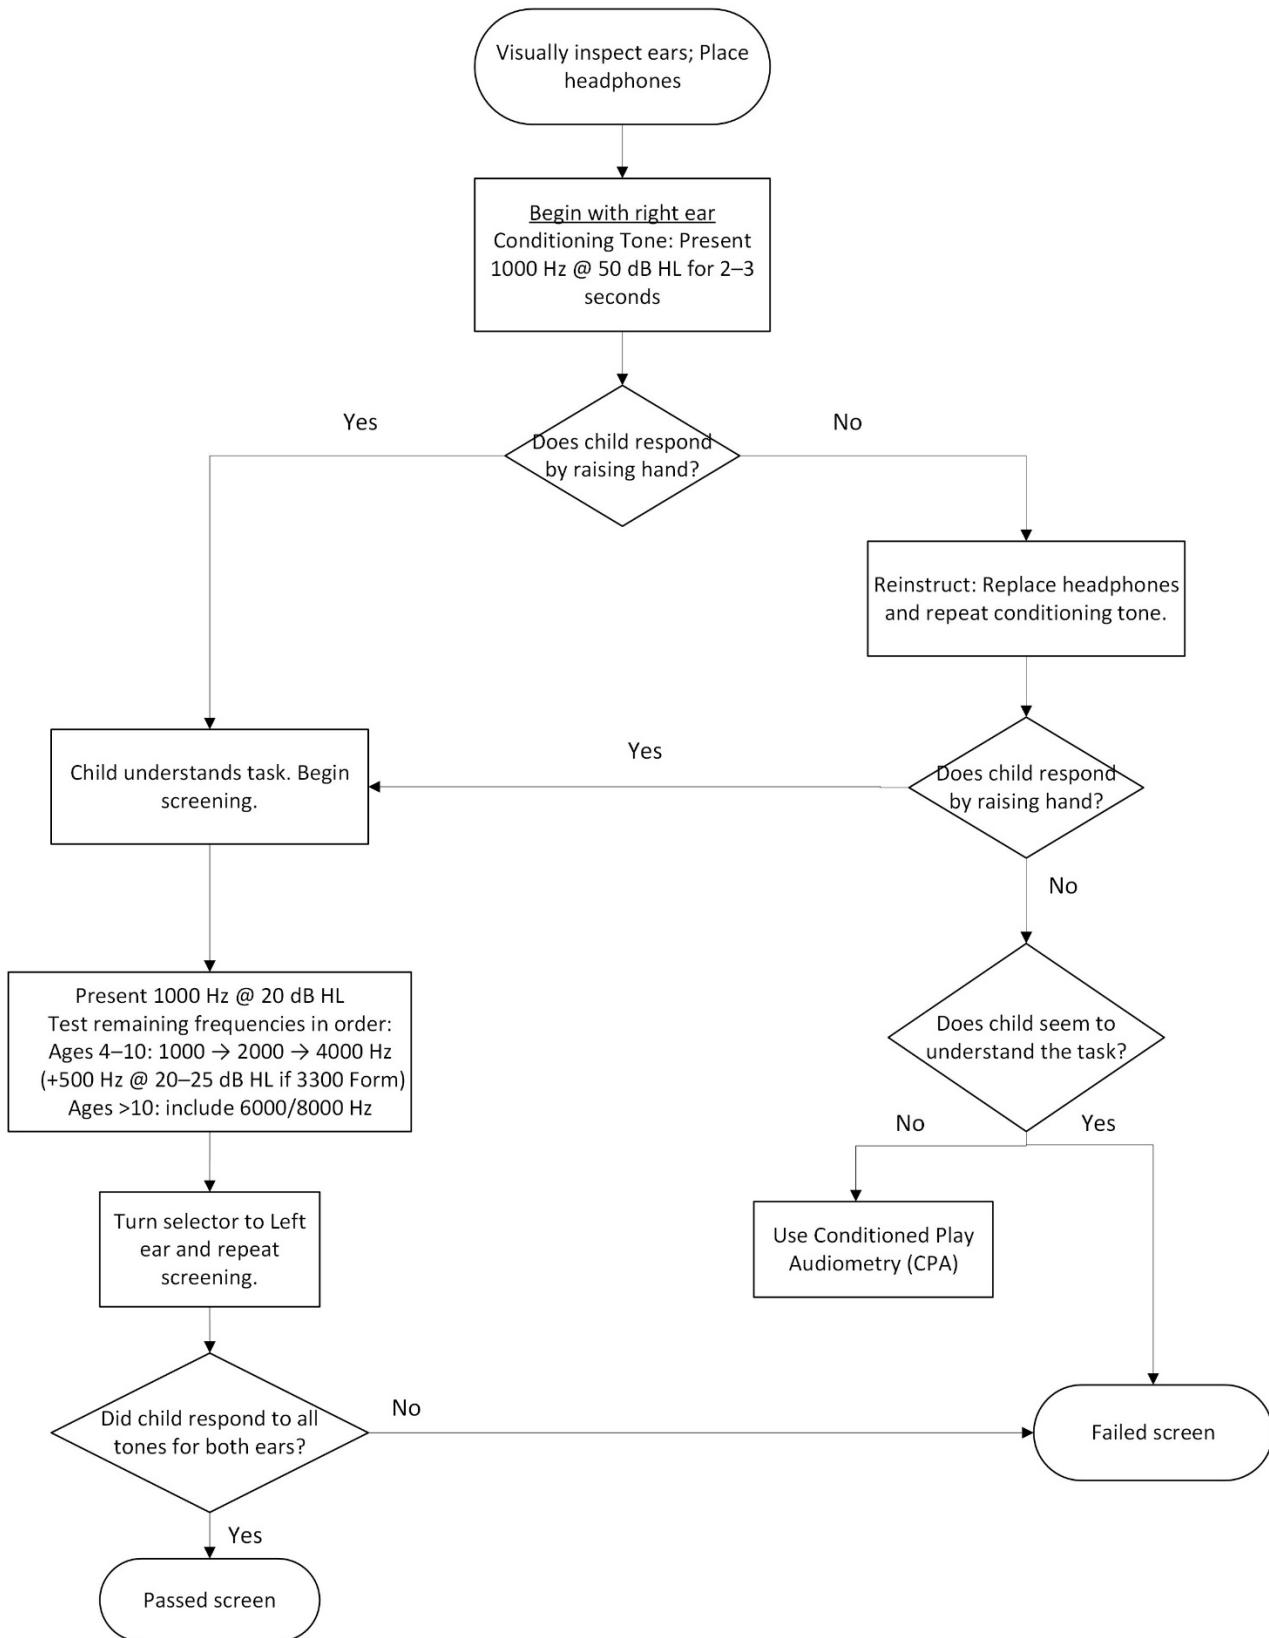 Visually inspect ears; Place
headphones
Begin with right ear
Conditioning Tone: Present
1000 Hz @ 50 dB HL for 2–3
seconds
Yes
No
Does child respond
by raising hand?
Reinstruct: Replace headphones
and repeat conditioning tone.
Yes
Child understands task. Begin
screening.
Does child respond
by raising hand?
No
Present 1000 Hz @ 20 dB HL
Test remaining frequencies in order:
Ages 4–10: 1000 → 2000 → 4000 Hz
(+500 Hz @ 20–25 dB HL if 3300 Form)
Ages >10: include 6000/8000 Hz
Does child seem to
understand the task?
No
Yes
Turn selector to Left
ear and repeat
screening.
Use Conditioned Play
Audiometry (CPA)
Did child respond to all
tones for both ears?
No
Failed screen
Yes
Passed screen